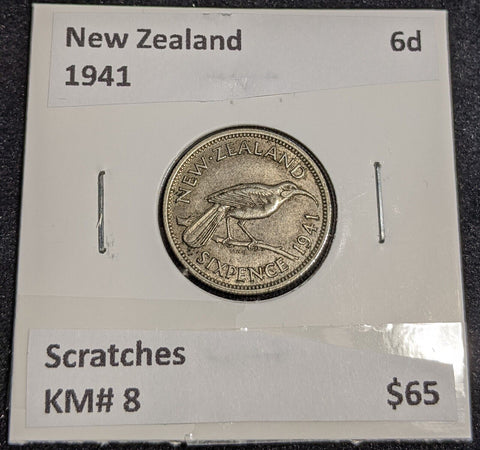 New Zealand 6d
1941
NEW·ZEALAND
1941
SIXPENCE
Scratches
KM# 8 $65